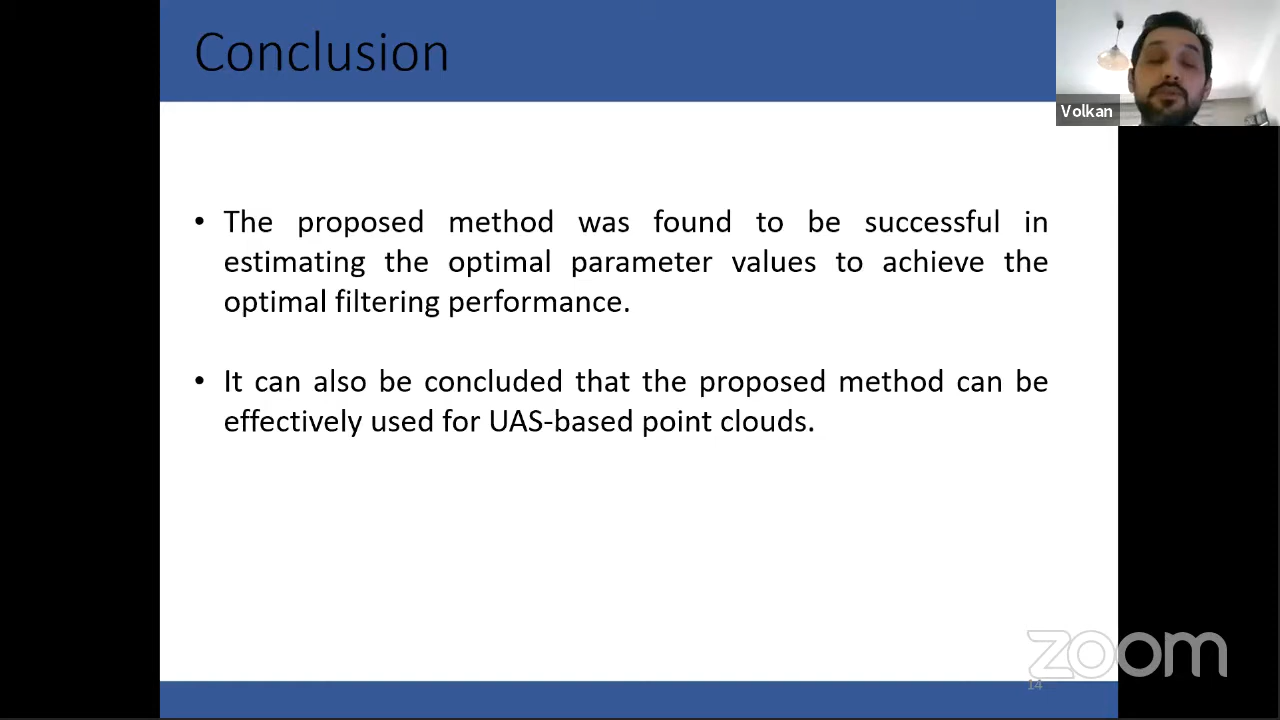 Conclusion
Volkan
• The proposed method was found to be successful in
estimating the optimal parameter values to achieve the
optimal filtering performance.
• It can also be concluded that the proposed method can be
effectively used for UAS-based point clouds.
zoom
14